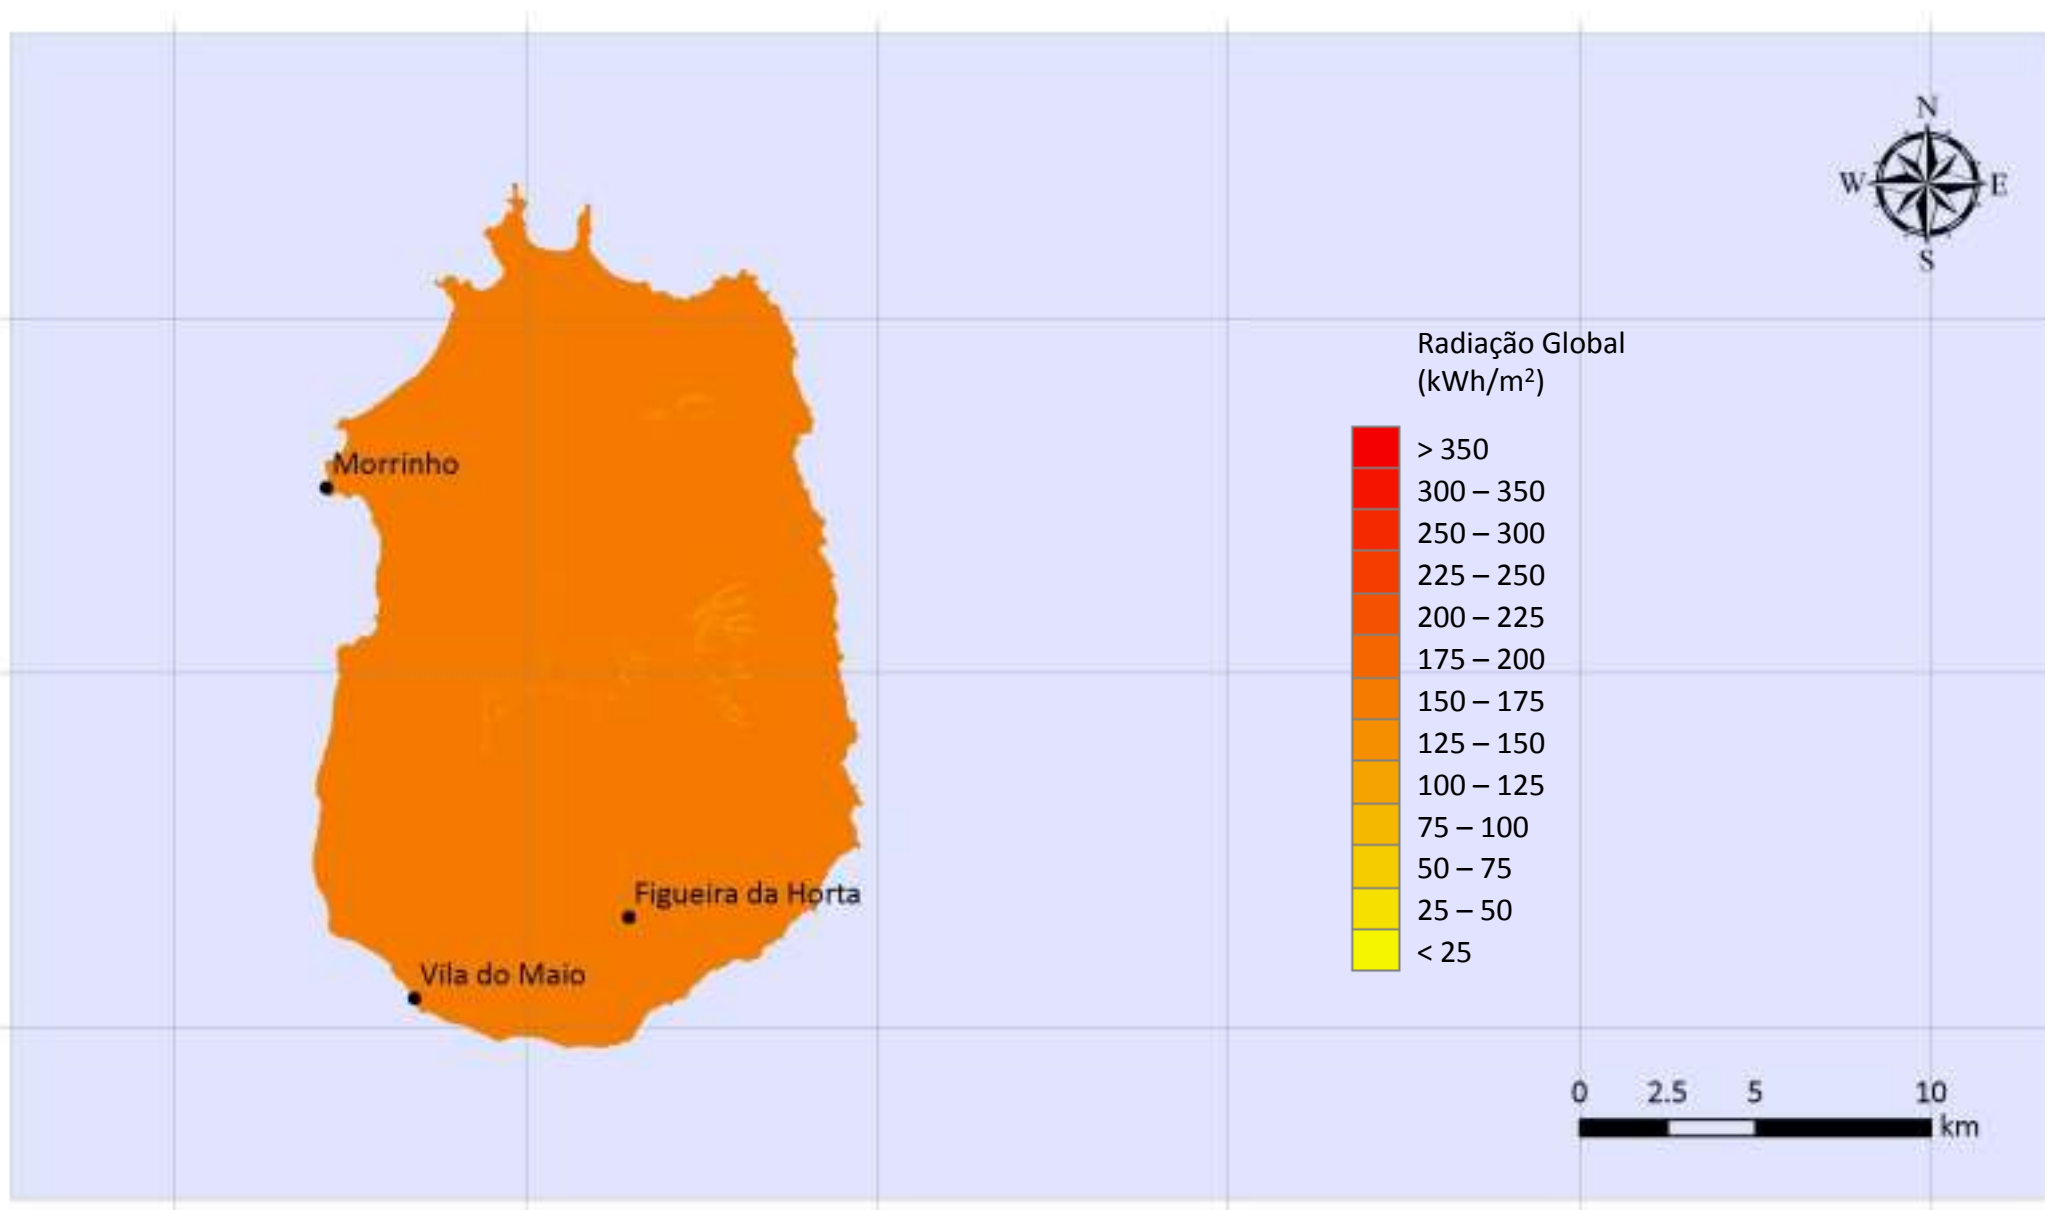 N
W E
S
Radiação Global
(kWh/m²)
Morrinho
> 350
300 – 350
250 – 300
225 – 250
200 – 225
175 – 200
150 – 175
125 – 150
100 – 125
75 – 100
50 – 75
25 – 50
< 25
Figueira da Horta
Vila do Maio
0 2.5 5 10
km